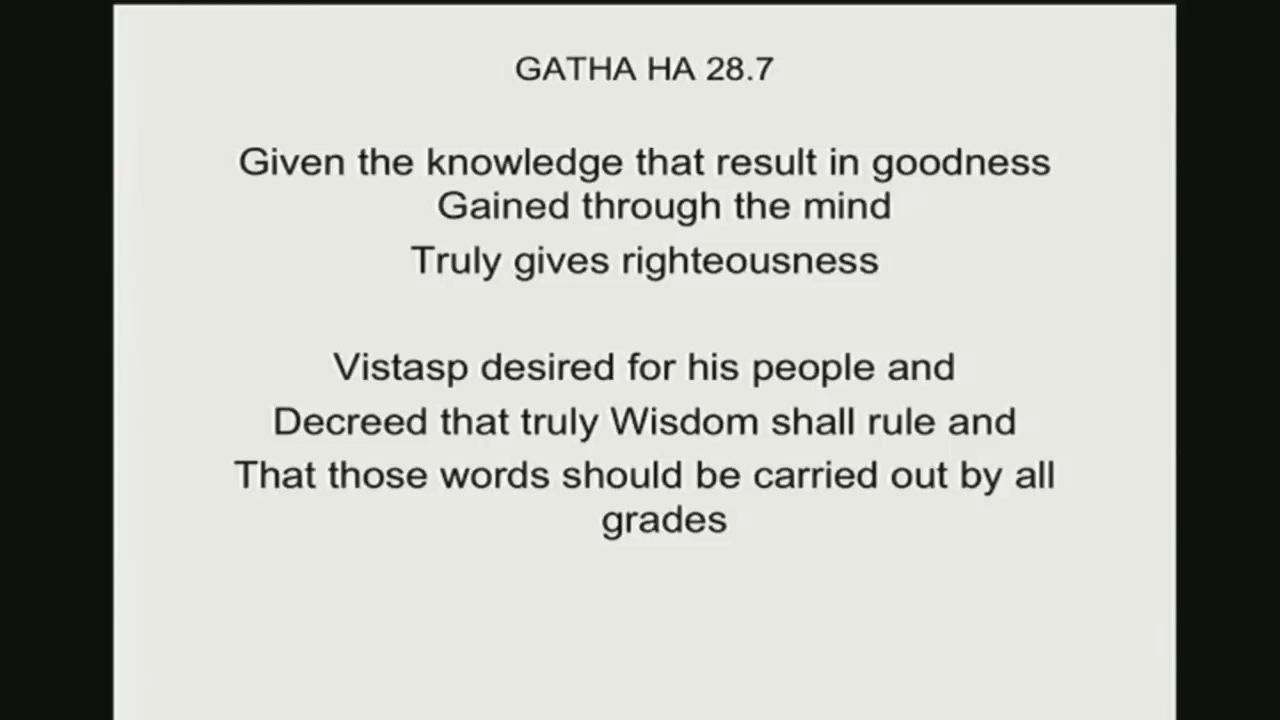 GATHA HA 28.7
Given the knowledge that result in goodness
Gained through the mind
Truly gives righteousness
Vistasp desired for his people and
Decreed that truly Wisdom shall rule and
That those words should be carried out by all
grades